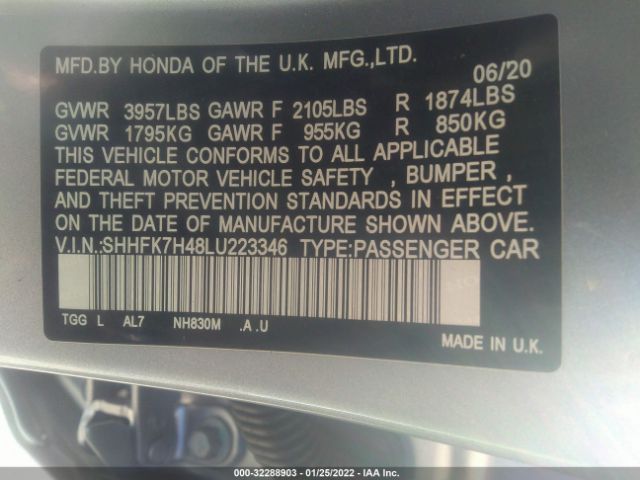 MFD.BY HONDA OF THE U.K. MFG.,LTD.
06/20
GVWR 3957LBS GAWR F 2105LBS R 1874LBS
GVWR 1795KG GAWR F 955KG R 850KG
THIS VEHICLE CONFORMS TO ALL APPLICABLE
FEDERAL MOTOR VEHICLE SAFETY , BUMPER ,
AND THEFT PREVENTION STANDARDS IN EFFECT
ON THE DATE OF MANUFACTURE SHOWN ABOVE.
V.I.N.:SHHFK7H48LU223346 TYPE:PASSENGER CAR
TGG L AL7 NH830M .A .U
MADE IN U.K.
000-32288903 - 01/25/2022 - IAA Inc.